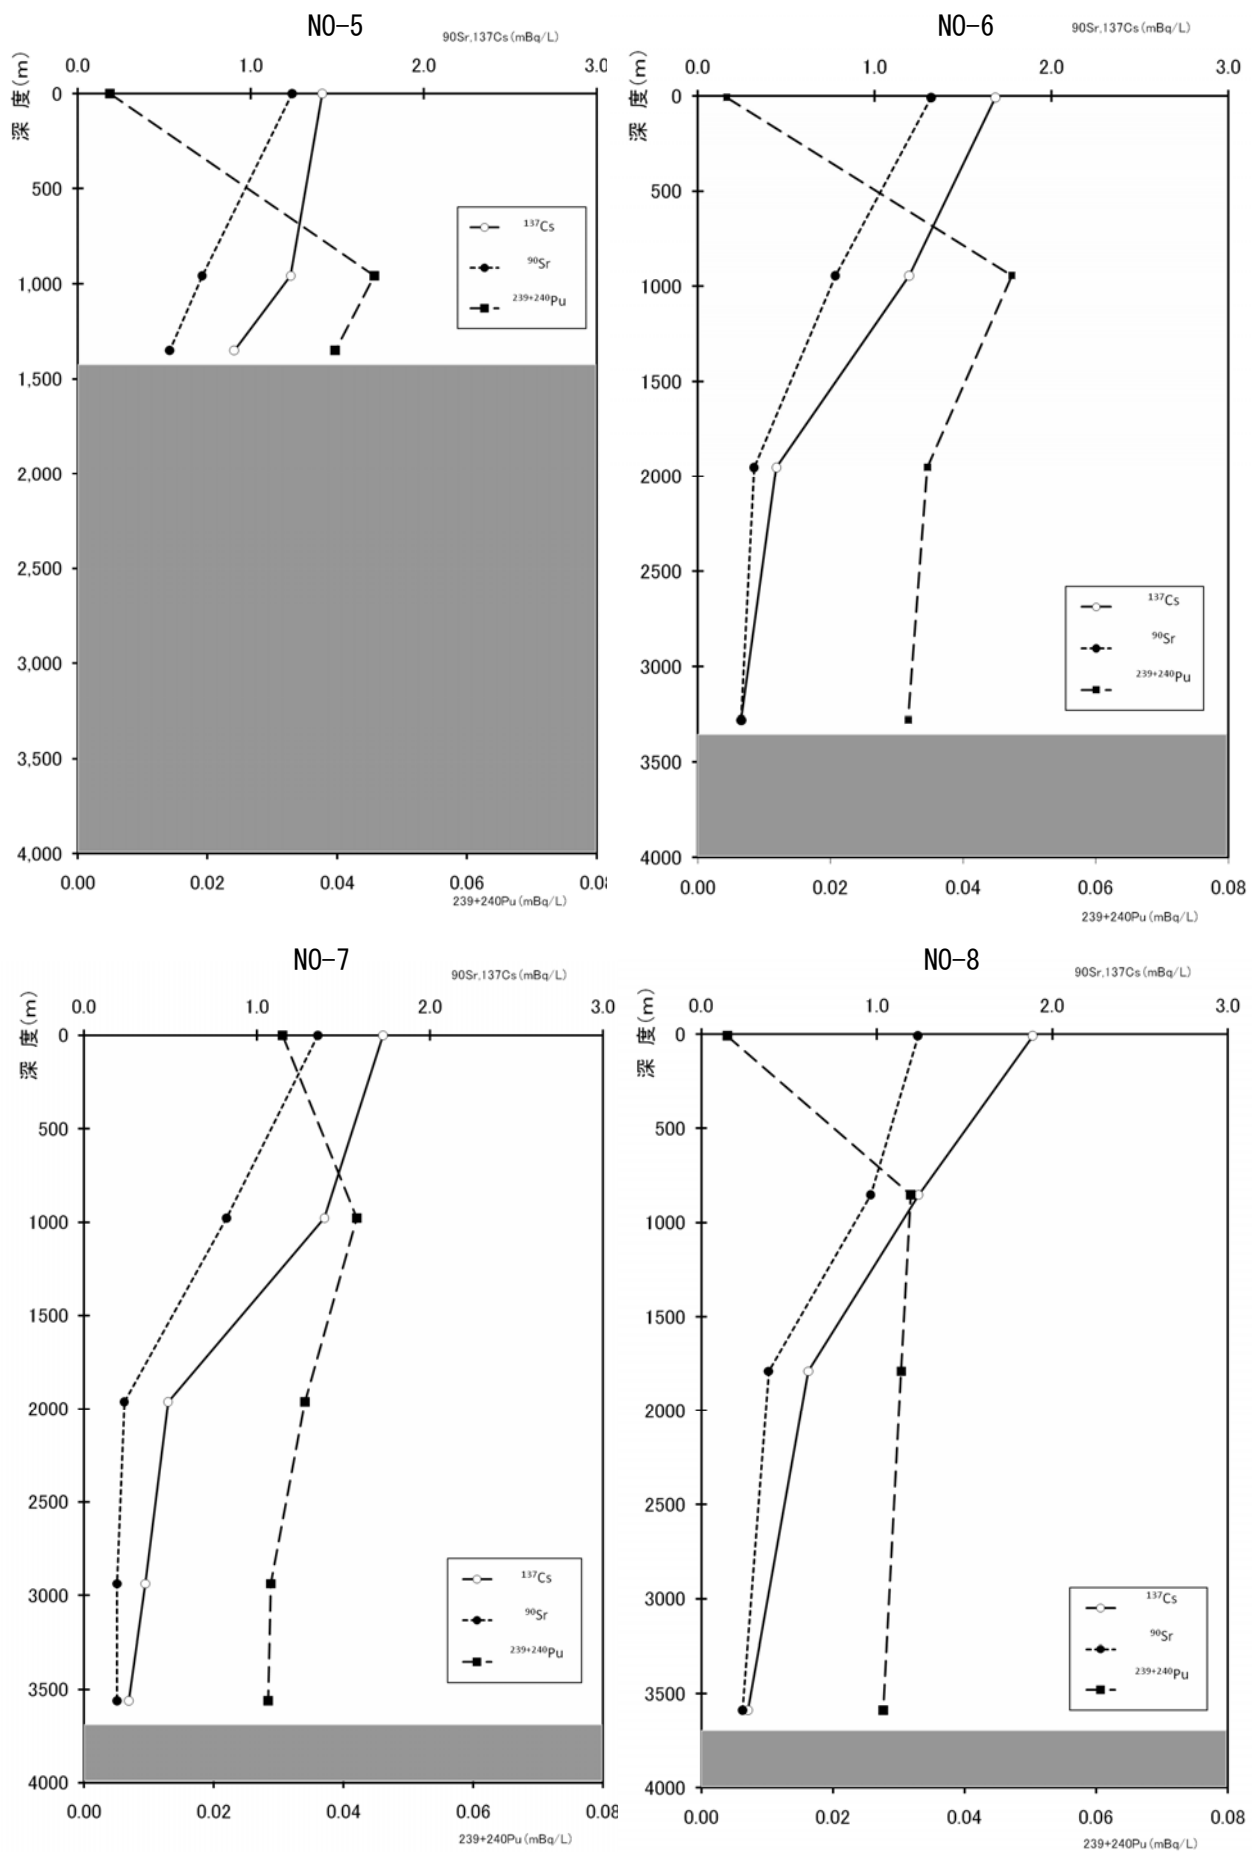 NO-5
90Sr,137Cs(mBq/L)
0.0 1.0 2.0 3.0
深 度(m)
0
500
1,000
1,500
2,000
2,500
3,000
3,500
4,000
137Cs
90Sr
239+240Pu
0.00 0.02 0.04 0.06 0.08
239+240Pu(mBq/L)
NO-6
90Sr,137Cs(mBq/L)
0.0 1.0 2.0 3.0
深 度(m)
0
500
1000
1500
2000
2500
3000
3500
4000
137Cs
90Sr
239+240Pu
0.00 0.02 0.04 0.06 0.08
239+240Pu(mBq/L)
NO-7
90Sr,137Cs(mBq/L)
0.0 1.0 2.0 3.0
深 度(m)
0
500
1000
1500
2000
2500
3000
3500
4000
137Cs
90Sr
239+240Pu
0.00 0.02 0.04 0.06 0.08
239+240Pu(mBq/L)
NO-8
90Sr,137Cs(mBq/L)
0.0 1.0 2.0 3.0
深 度(m)
0
500
1000
1500
2000
2500
3000
3500
4000
137Cs
90Sr
239+240Pu
0.00 0.02 0.04 0.06 0.08
239+240Pu(mBq/L)